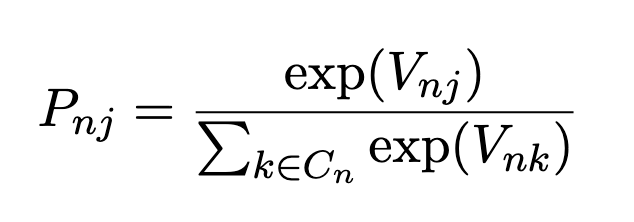 P_{nj} = \frac{\exp(V_{nj})}{\sum_{k \in C_n} \exp(V_{nk})}